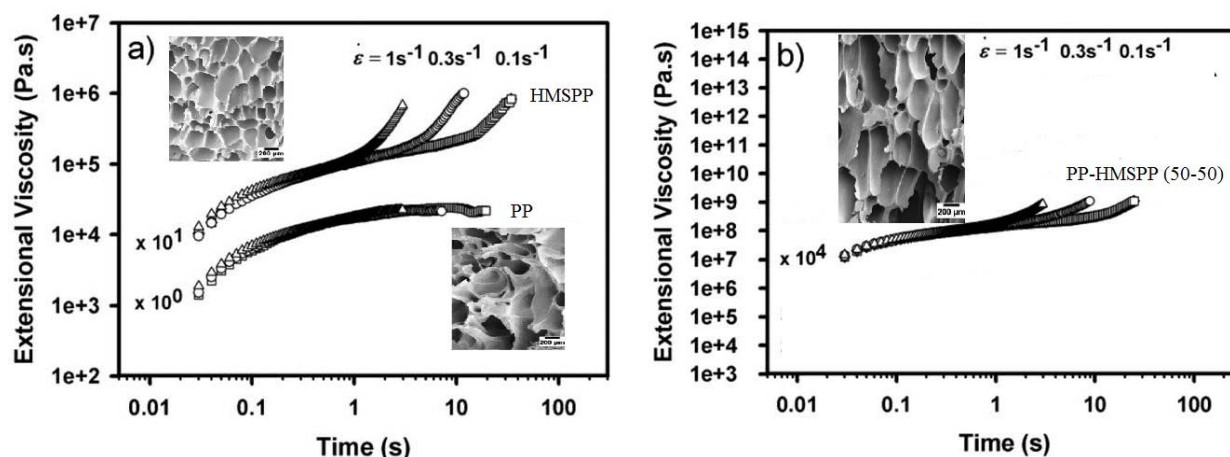 a)
ε = 1s⁻¹ 0.3s⁻¹ 0.1s⁻¹
HMSPP
PP
x 10¹
x 10⁰
200 µm
200 µm
Extensional Viscosity (Pa.s)
1e+7
1e+6
1e+5
1e+4
1e+3
1e+2
0.01 0.1 1 10 100
Time (s)
b)
ε = 1s⁻¹ 0.3s⁻¹ 0.1s⁻¹
PP-HMSPP (50-50)
x 10⁴
200 µm
Extensional Viscosity (Pa.s)
1e+15
1e+14
1e+13
1e+12
1e+11
1e+10
1e+9
1e+8
1e+7
1e+6
1e+5
1e+4
1e+3
0.01 0.1 1 10 100
Time (s)